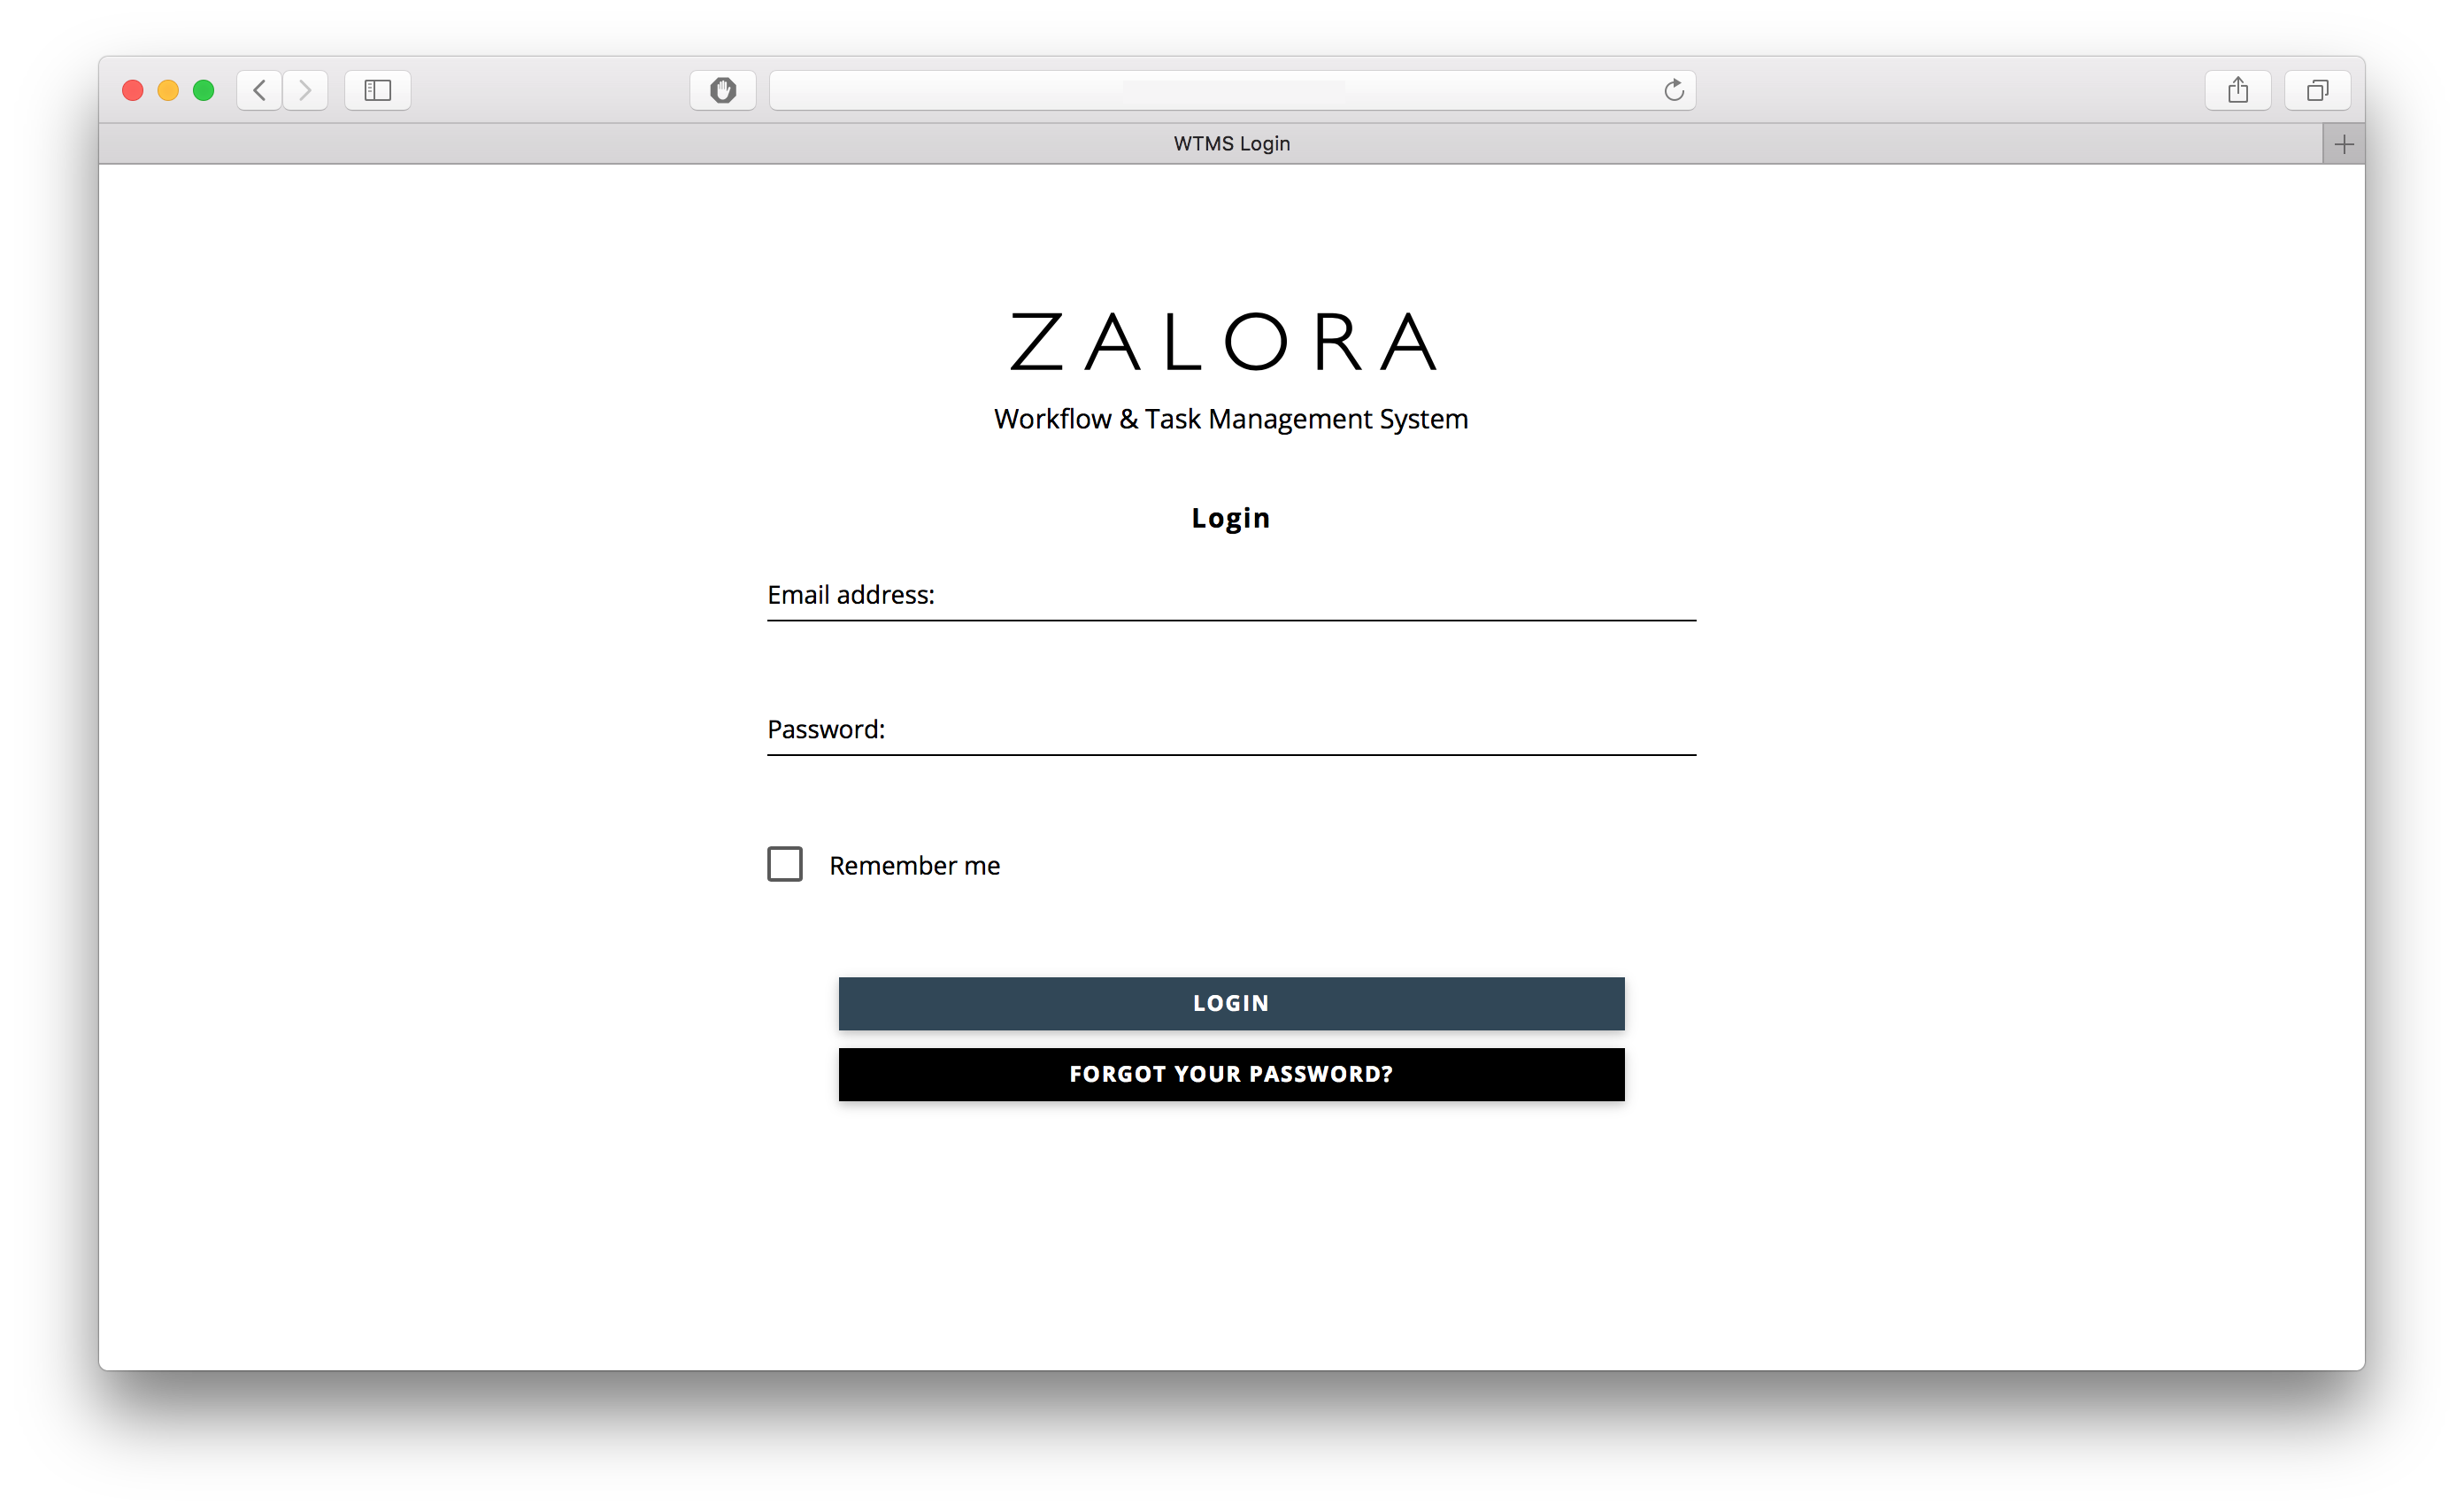 WTMS Login
ZALORA
Workflow & Task Management System
Login
Email address:
Password:
Remember me
LOGIN
FORGOT YOUR PASSWORD?